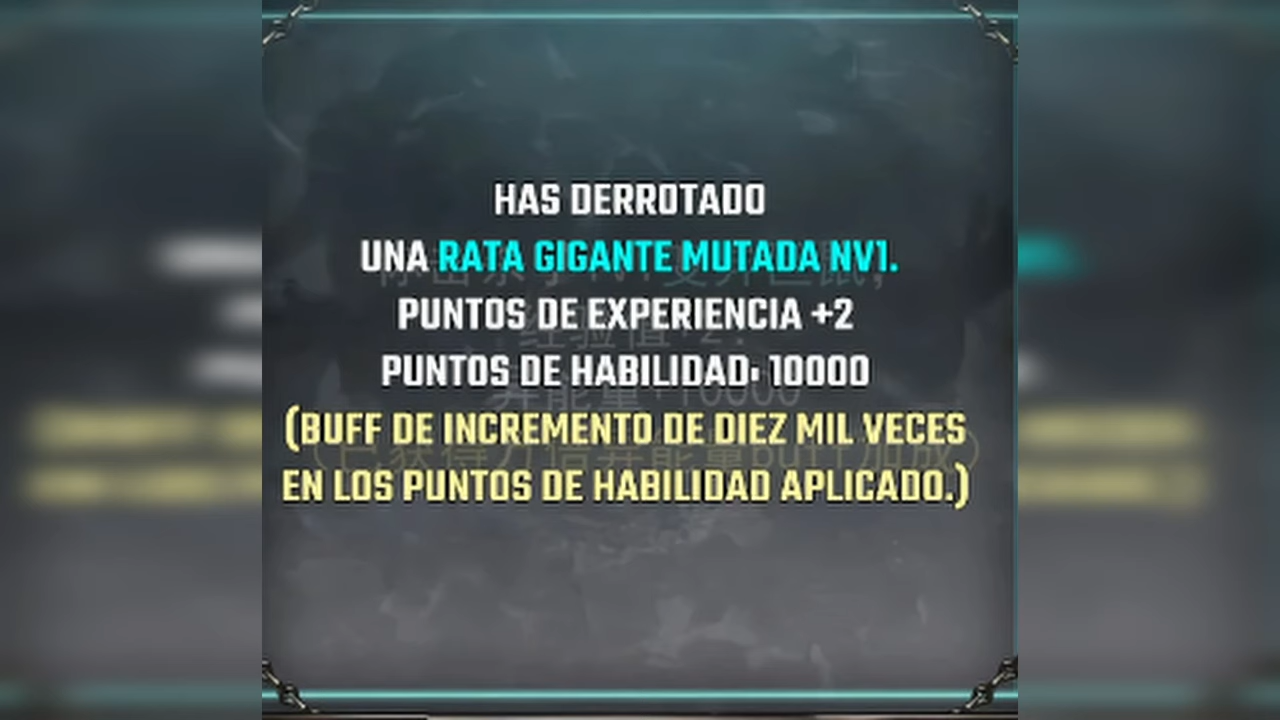 HAS DERROTADO
UNA RATA GIGANTE MUTADA NV1.
PUNTOS DE EXPERIENCIA +2
PUNTOS DE HABILIDAD: 10000
(BUFF DE INCREMENTO DE DIEZ MIL VECES
EN LOS PUNTOS DE HABILIDAD APLICADO.)